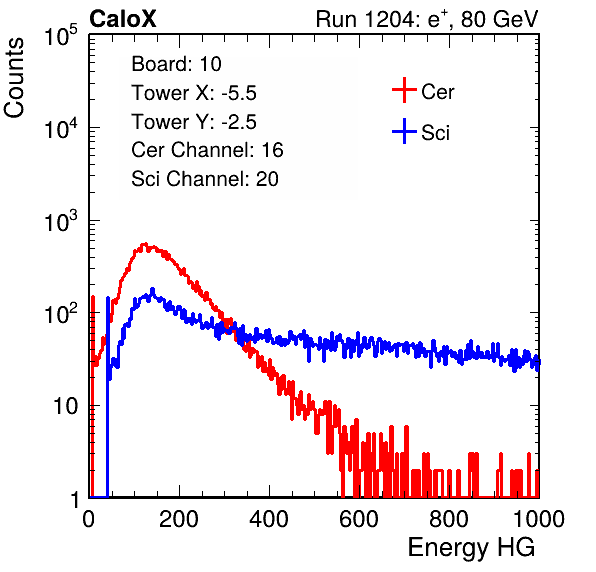 CaloX Run 1204: e⁺, 80 GeV
Counts
10⁵
10⁴
10³
10²
10
1
Board: 10
Tower X: -5.5
Tower Y: -2.5
Cer Channel: 16
Sci Channel: 20
Cer
Sci
0 200 400 600 800 1000
Energy HG